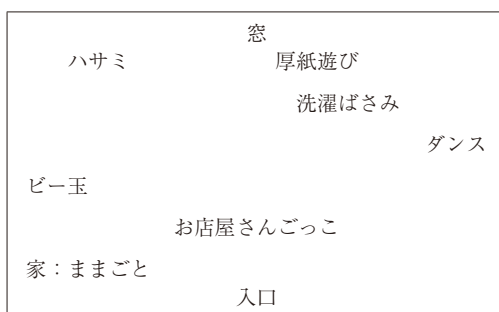 窓
ハサミ 厚紙遊び
洗濯ばさみ
ダンス
ビー玉
お店屋さんごっこ
家：ままごと
入口